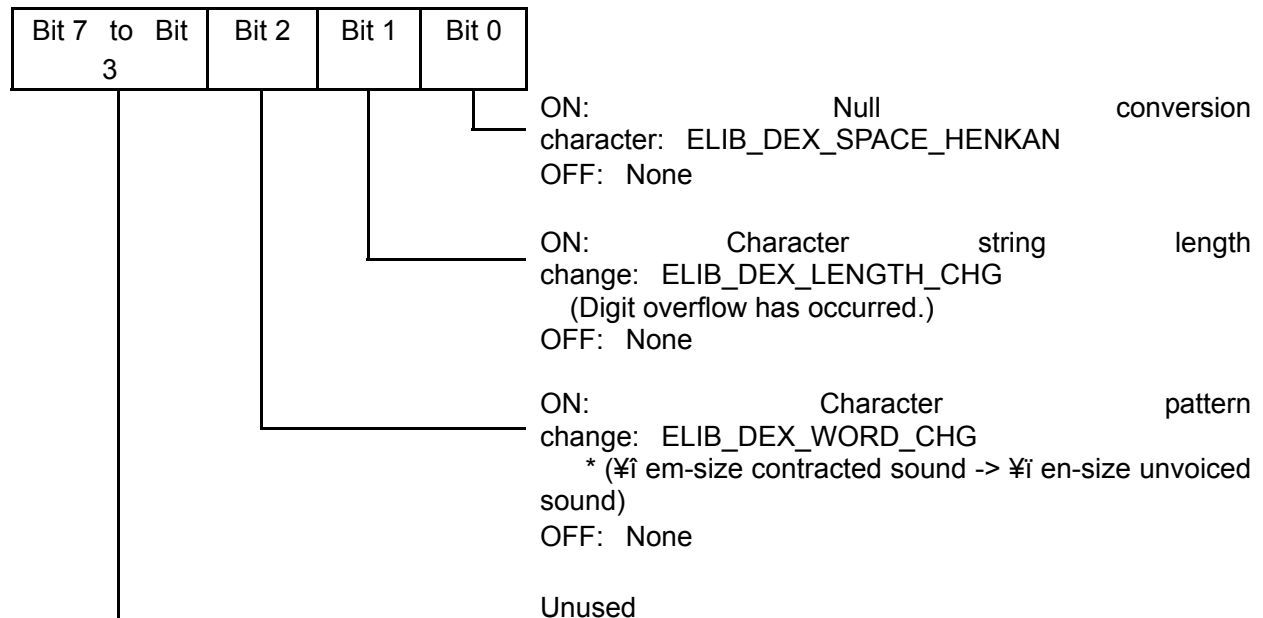 Bit 7 to Bit 3 Bit 2 Bit 1 Bit 0
ON: Null conversion
character: ELIB_DEX_SPACE_HENKAN
OFF: None
ON: Character string length
change: ELIB_DEX_LENGTH_CHG
(Digit overflow has occurred.)
OFF: None
ON: Character pattern
change: ELIB_DEX_WORD_CHG
* (¥î em-size contracted sound -> ¥ï en-size unvoiced
sound)
OFF: None
Unused